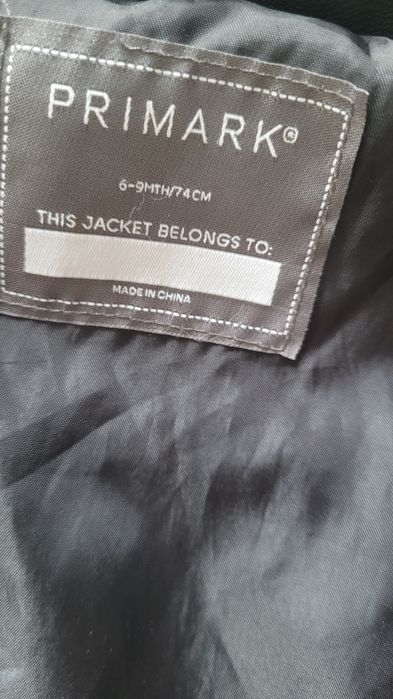 PRIMARK®
6-9MTH/74CM
THIS JACKET BELONGS TO:
MADE IN CHINA